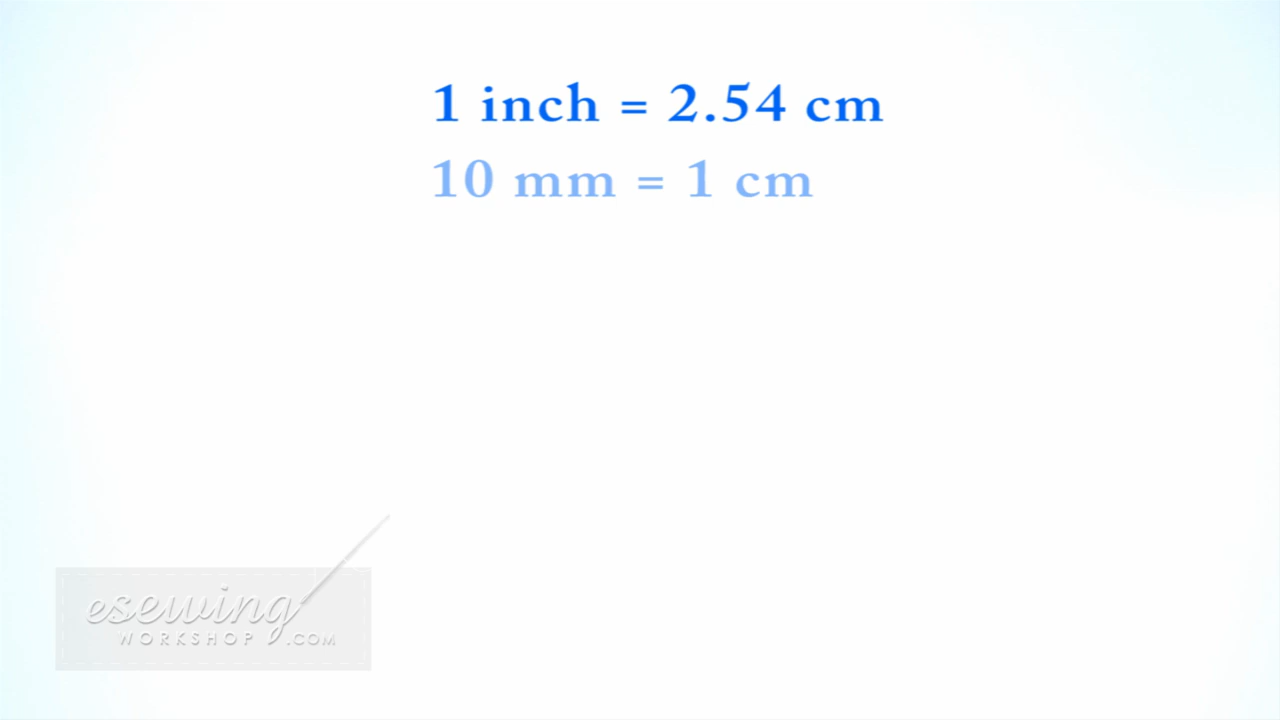 1 inch = 2.54 cm
10 mm = 1 cm
esewing
WORKSHOP.COM